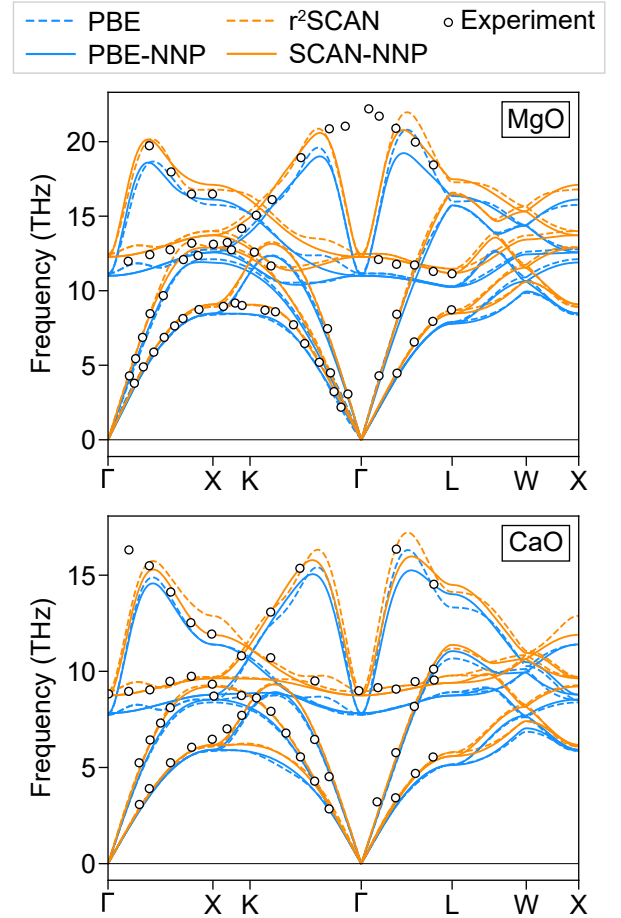 PBE r²SCAN Experiment
PBE-NNP SCAN-NNP
MgO
Frequency (THz)
20
15
10
5
0
Γ X K Γ L W X
CaO
Frequency (THz)
15
10
5
0
Γ X K Γ L W X